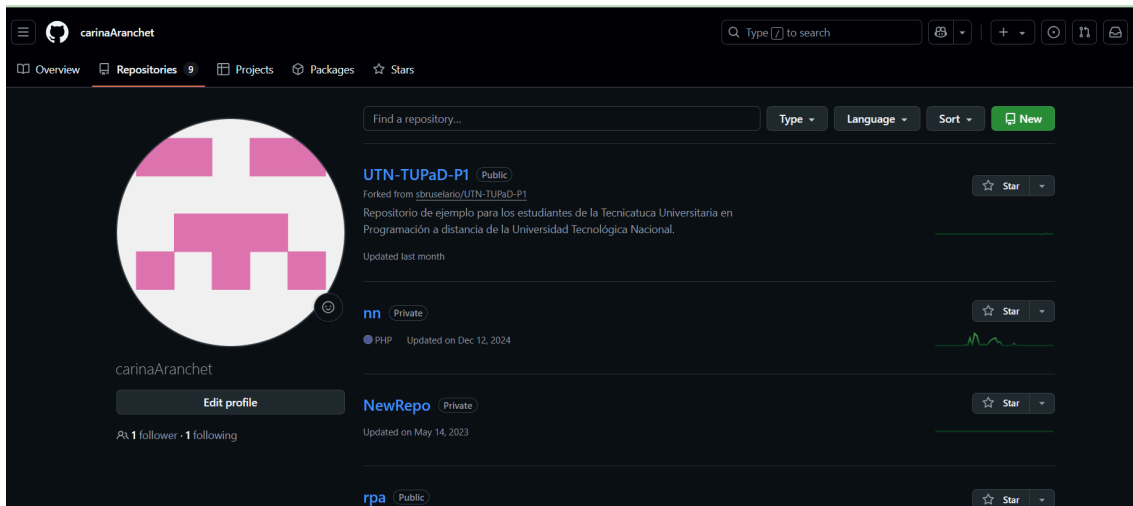 carinaAranchet
Type / to search
Overview Repositories 9 Projects Packages Stars
Find a repository... Type Language Sort New
UTN-TUPaD-P1 Public
Star
Forked from sbruselario/UTN-TUPaD-P1
Repositorio de ejemplo para los estudiantes de la Tecnicatuca Universitaria en
Programación a distancia de la Universidad Tecnológica Nacional.
Updated last month
nn Private
Star
PHP Updated on Dec 12, 2024
carinaAranchet
Edit profile
1 follower · 1 following
NewRepo Private
Star
Updated on May 14, 2023
rpa Public
Star